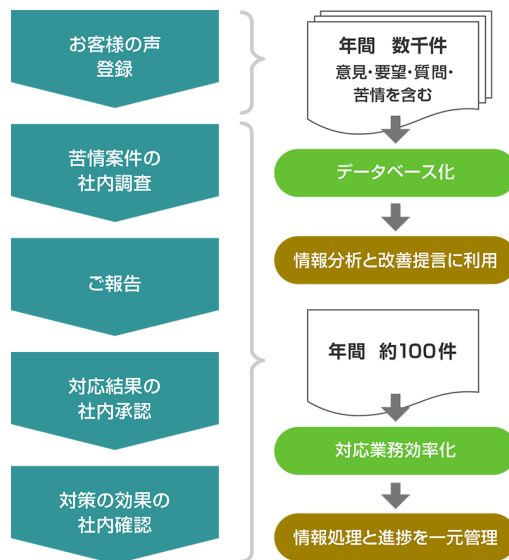 お客様の声
登録
苦情案件の
社内調査
ご報告
対応結果の
社内承認
対策の効果の
社内確認
年間 数千件
意見・要望・質問・
苦情を含む
データベース化
情報分析と改善提言に利用
年間 約100件
対応業務効率化
情報処理と進捗を一元管理